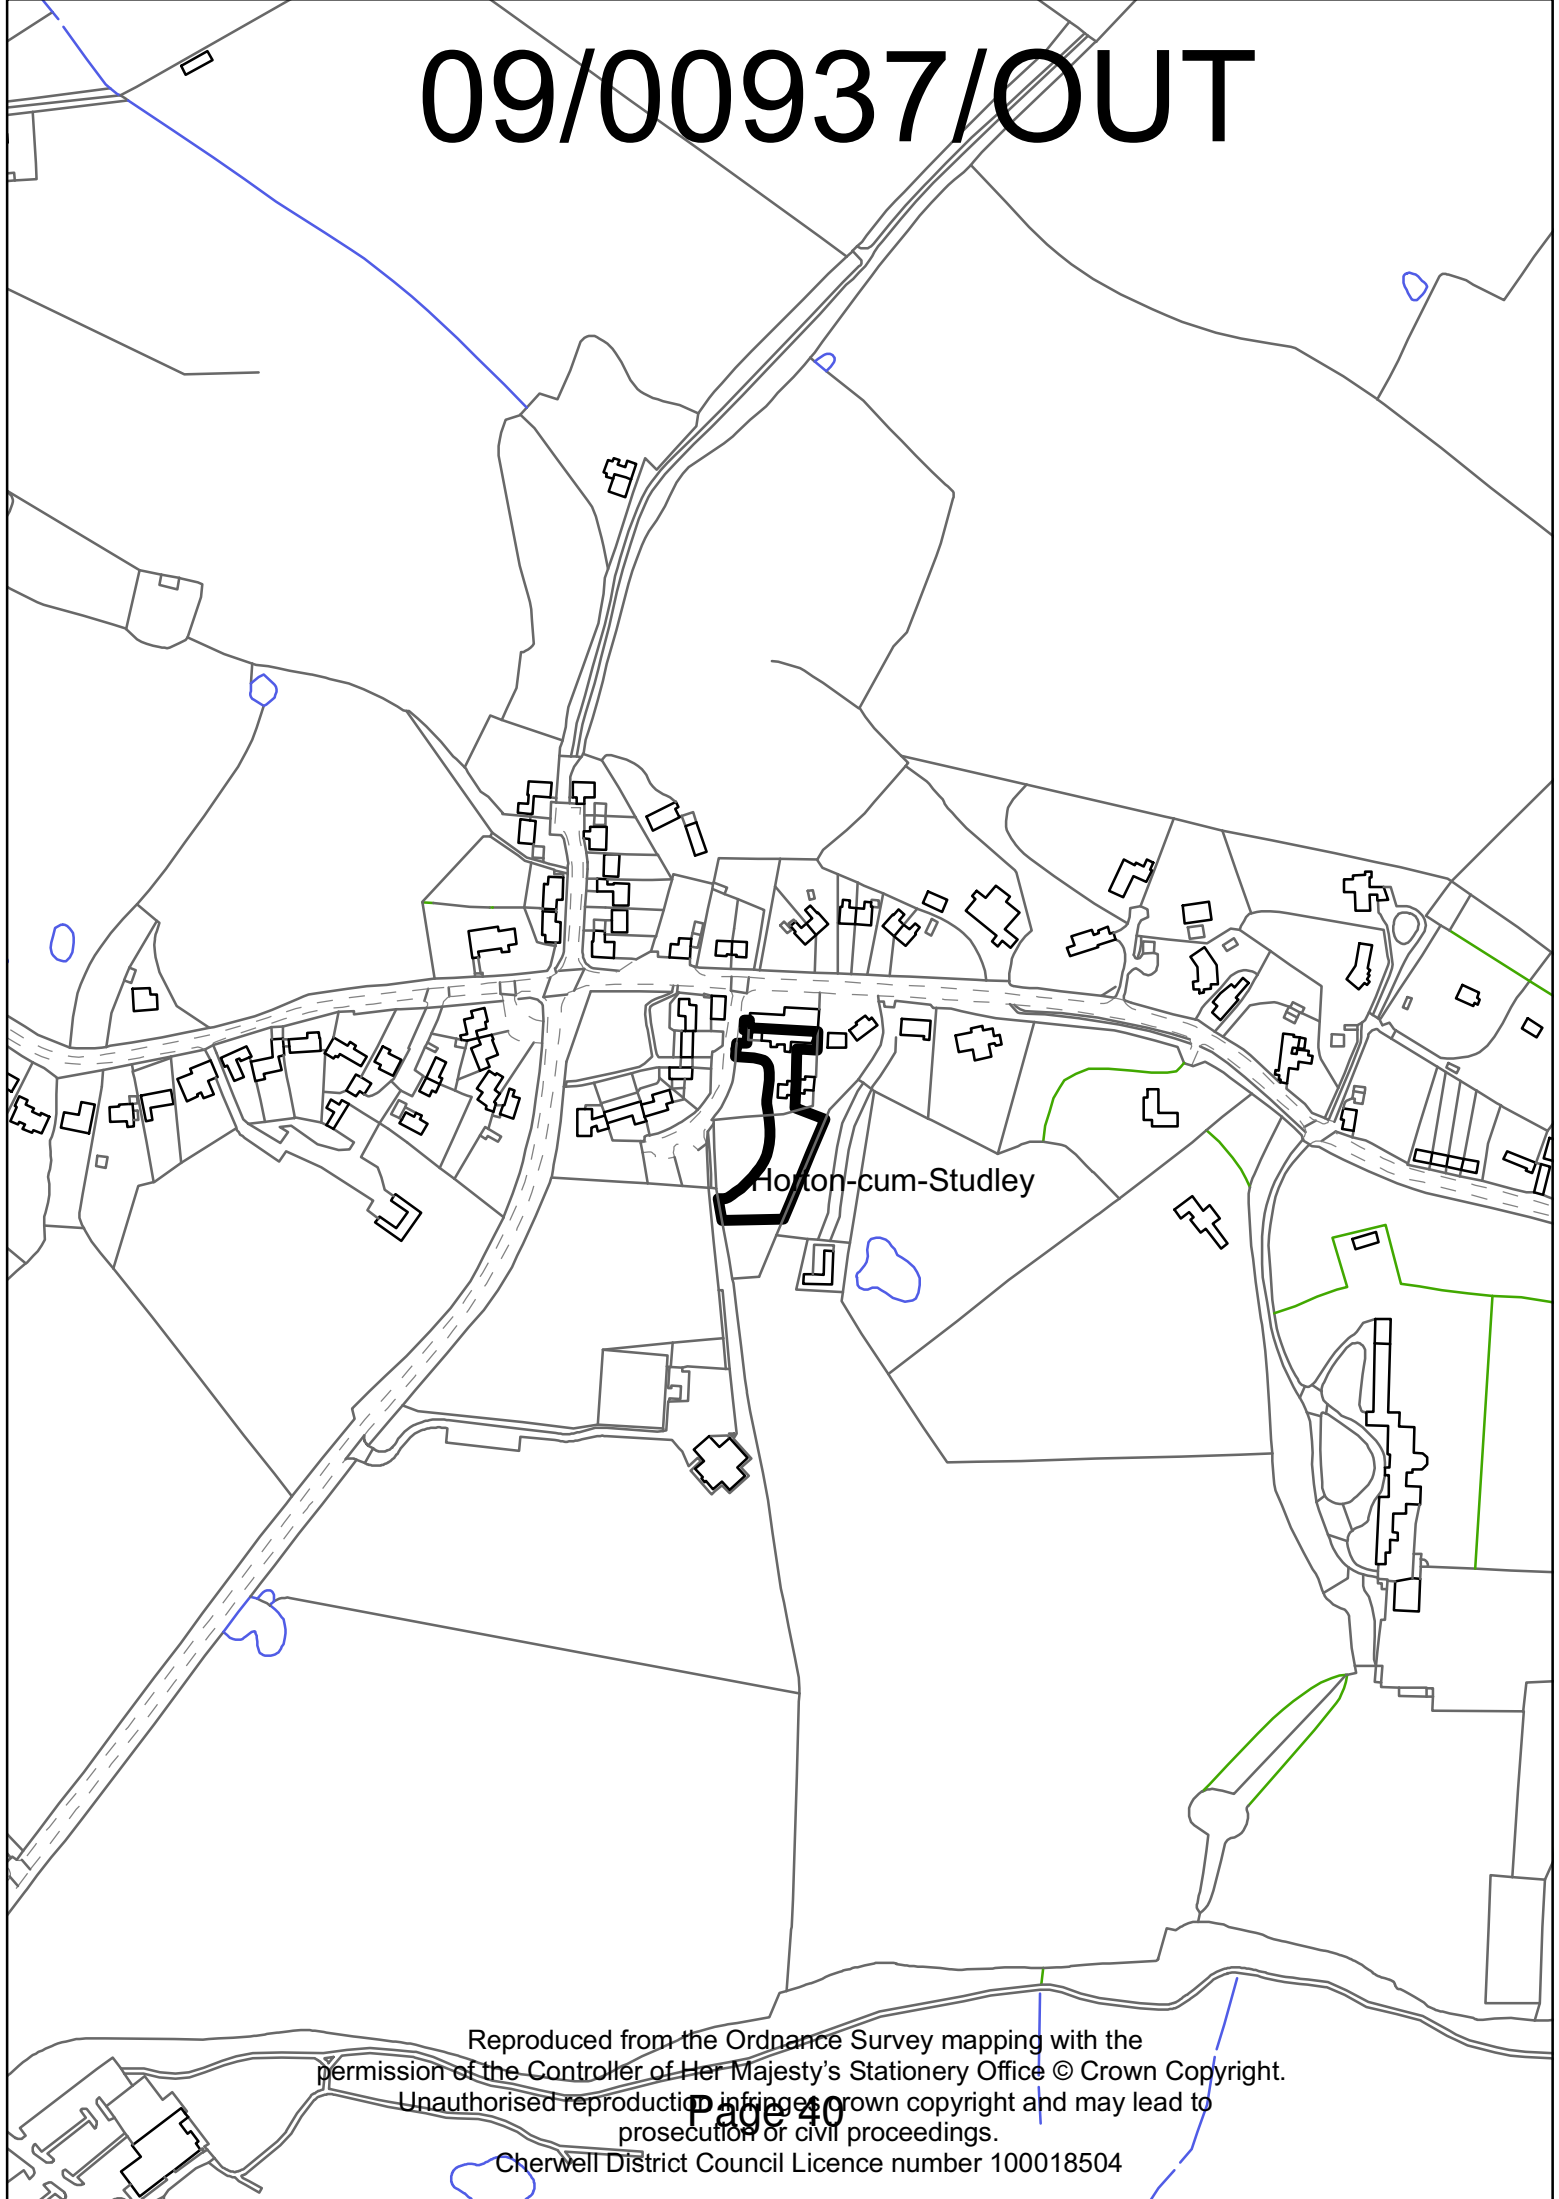 09/00937/OUT
Horton-cum-Studley
Reproduced from the Ordnance Survey mapping with the
permission of the Controller of Her Majesty's Stationery Office © Crown Copyright.
Unauthorised reproduction infringes crown copyright and may lead to
Page 40
prosecution or civil proceedings.
Cherwell District Council Licence number 100018504